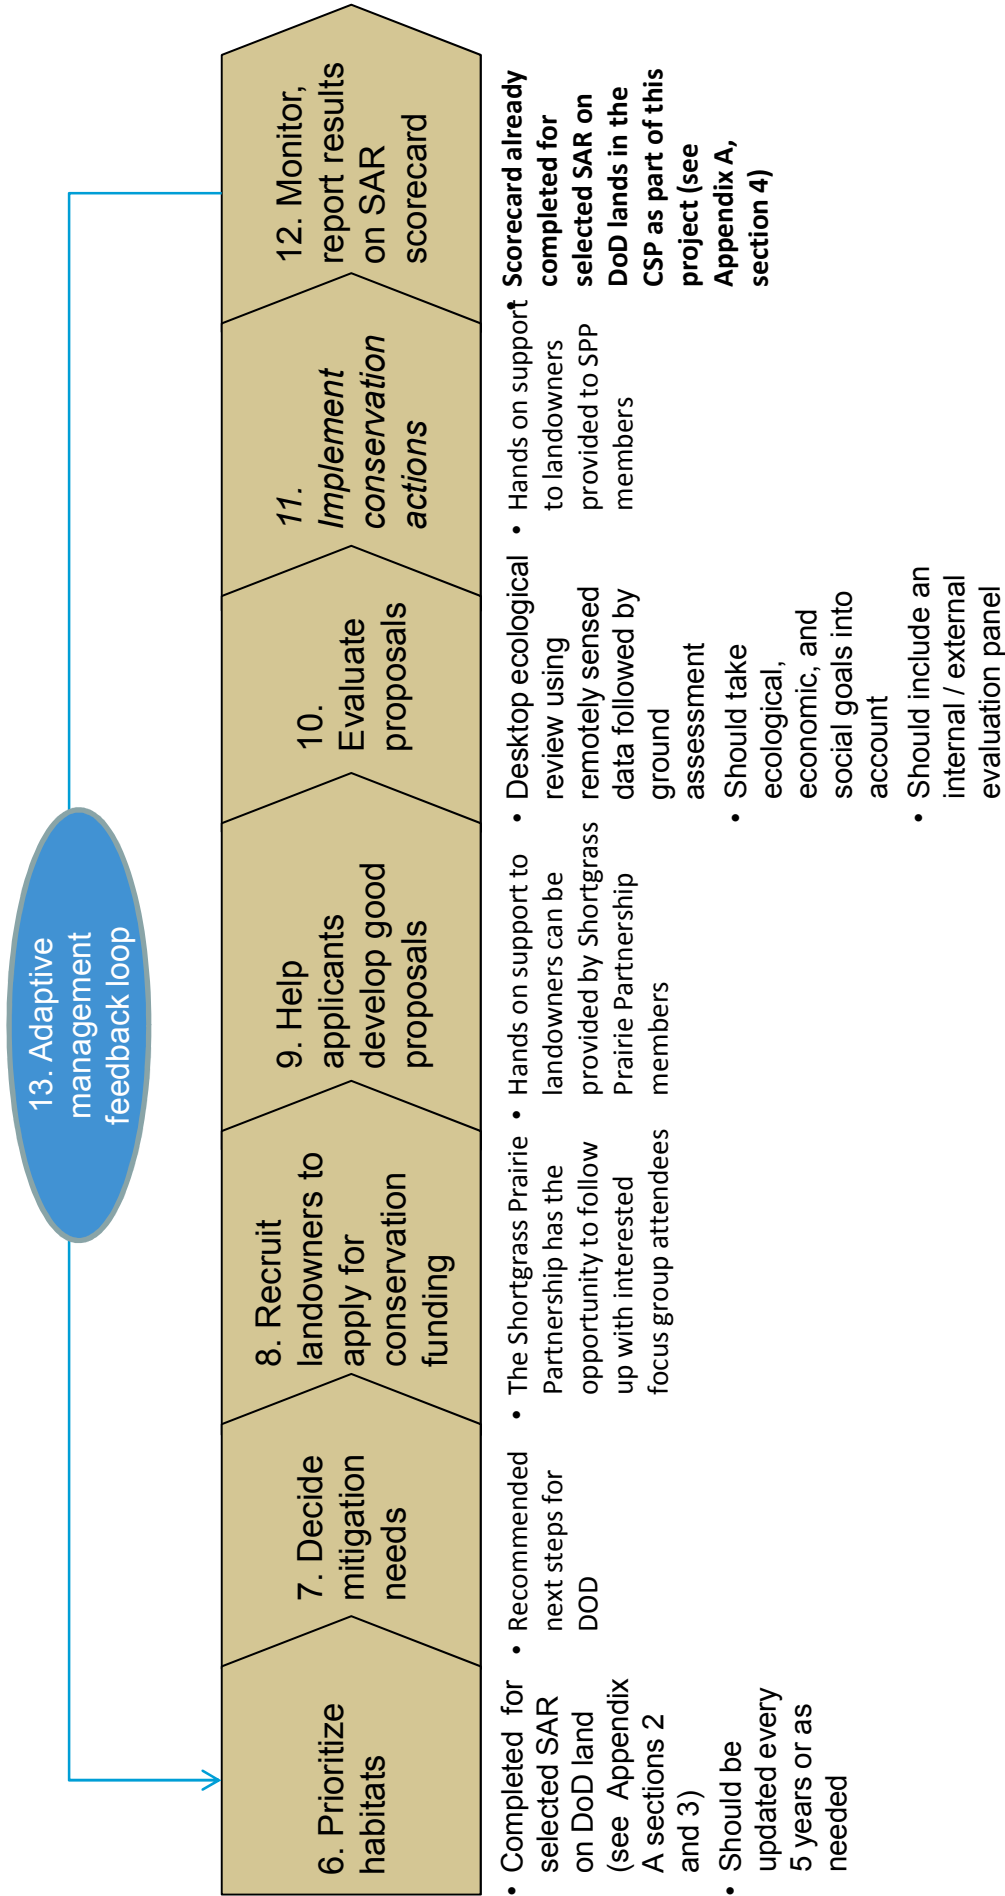 13. Adaptive
management
feedback loop
6. Prioritize
habitats
7. Decide
mitigation
needs
8. Recruit
landowners to
apply for
conservation
funding
9. Help
applicants
develop good
proposals
10.
Evaluate
proposals
11.
Implement
conservation
actions
12. Monitor,
report results
on SAR
scorecard
• Completed for
selected SAR
on DoD land
(see Appendix
A sections 2
and 3)
• Should be
updated every
5 years or as
needed
• Recommended
next steps for
DOD
• The Shortgrass Prairie
Partnership has the
opportunity to follow
up with interested
focus group attendees
• Hands on support to
landowners can be
provided by Shortgrass
Prairie Partnership
members
• Desktop ecological
review using
remotely sensed
data followed by
ground
assessment
• Should take
ecological,
economic, and
social goals into
account
• Should include an
internal / external
evaluation panel
• Hands on support
to landowners
provided to SPP
members
• Scorecard already
completed for
selected SAR on
DoD lands in the
CSP as part of this
project (see
Appendix A,
section 4)